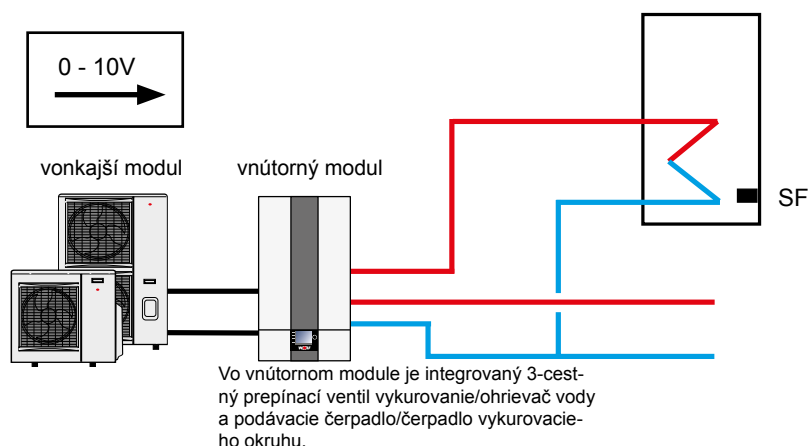 0 - 10V
vonkajší modul
vnútorný modul
SF
WOLF
Vo vnútornom module je integrovaný 3-cest-
ný prepínací ventil vykurovanie/ohrievač vody
a podávacie čerpadlo/čerpadlo vykurovacie-
ho okruhu.